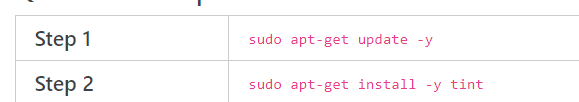 Step 1
sudo apt-get update -y
Step 2
sudo apt-get install -y tint